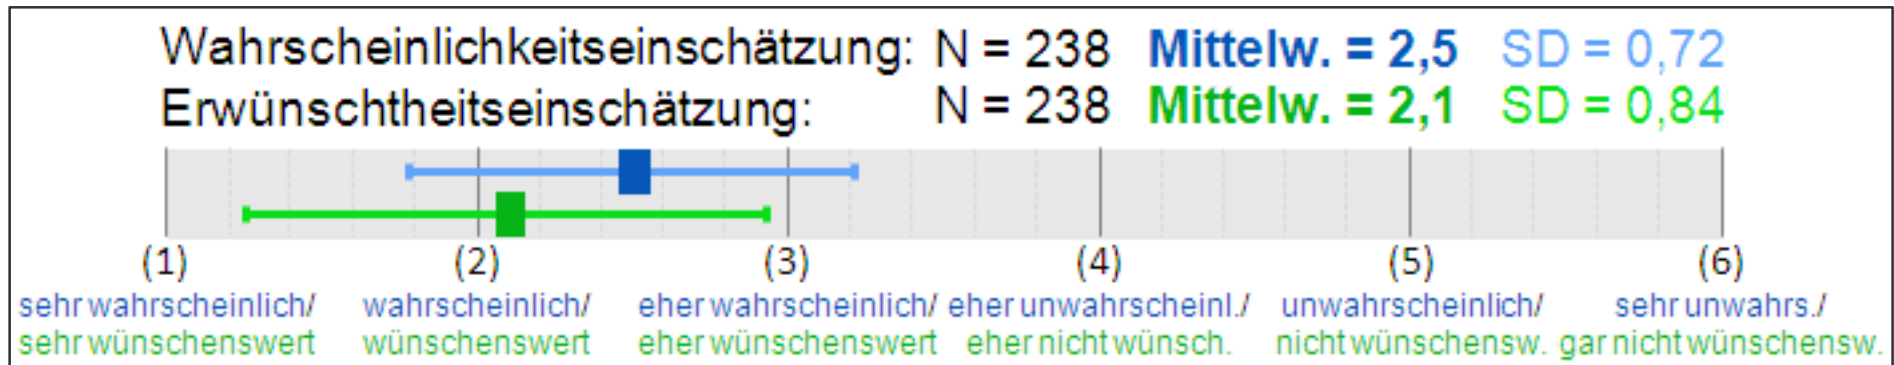 Wahrscheinlichkeitseinschätzung: N = 238 Mittelw. = 2,5 SD = 0,72
Erwünschtheitseinschätzung: N = 238 Mittelw. = 2,1 SD = 0,84
(1) (2) (3) (4) (5) (6)
sehr wahrscheinlich/ wahrscheinlich/ eher wahrscheinlich/ eher unwahrscheinl./ unwahrscheinlich/ sehr unwahrs./
sehr wünschenswert wünschenswert eher wünschenswert eher nicht wünsch. nicht wünschensw. gar nicht wünschensw.